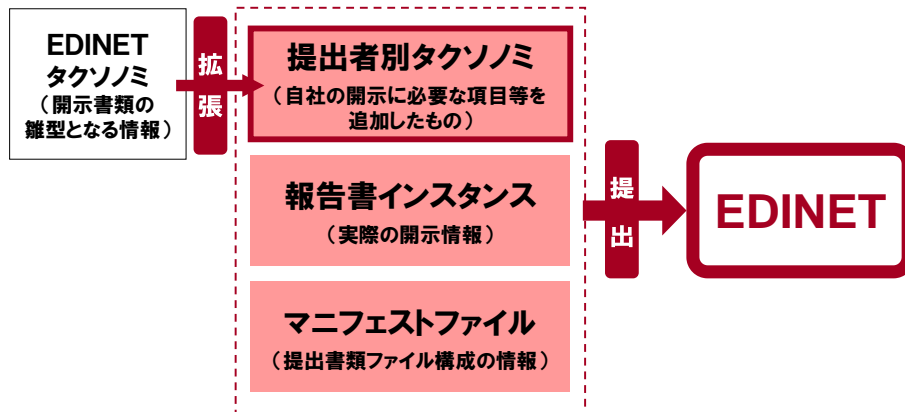 EDINET
タクソノミ
（開示書類の
雛型となる情報）
拡張
提出者別タクソノミ
（自社の開示に必要な項目等を
追加したもの）
報告書インスタンス
（実際の開示情報）
マニフェストファイル
（提出書類ファイル構成の情報）
提出
EDINET